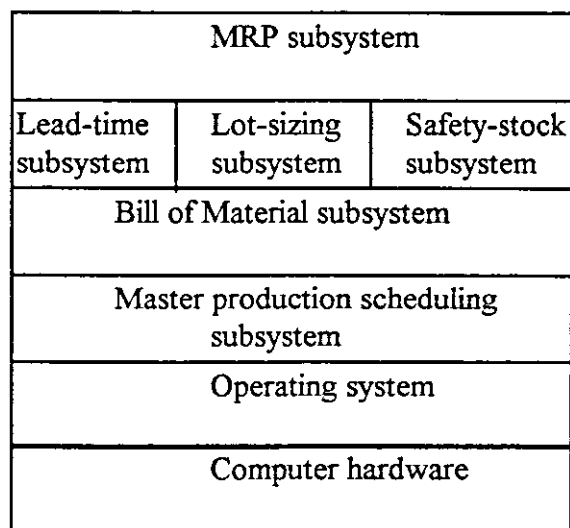 MRP subsystem
Lead-time
subsystem
Lot-sizing
subsystem
Safety-stock
subsystem
Bill of Material subsystem
Master production scheduling
subsystem
Operating system
Computer hardware